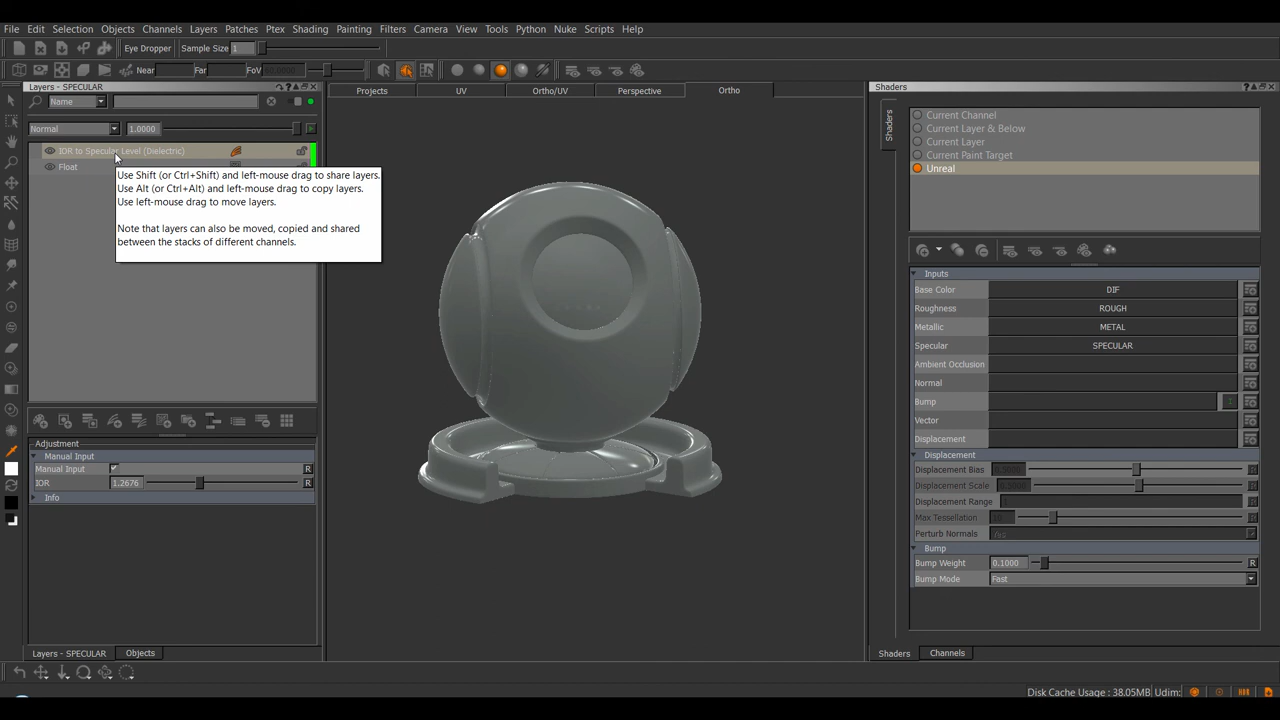 File Edit Selection Objects Channels Layers Patches Ptex Shading Painting Filters Camera View Tools Python Nuke Scripts Help
Eye Dropper Sample Size 1
Near Far FoV
Layers - SPECULAR
Projects UV Ortho/UV Perspective Ortho
Shaders
Name
Normal 1.0000
IDR to Specular Level (Dielectric)
Float
Use Shift (or Ctrl+Shift) and left-mouse drag to share layers.
Use Alt (or Ctrl+Alt) and left-mouse drag to copy layers.
Use left-mouse drag to move layers.
Note that layers can also be moved, copied and shared
between the stacks of different channels.
Shaders
Current Channel
Current Layer & Below
Current Layer
Current Paint Target
Unreal
Inputs
Base Color DIF
Roughness ROUGH
Metallic METAL
Specular SPECULAR
Ambient Occlusion
Normal
Bump
Vector
Displacement
Displacement
Displacement Bias
Displacement Scale
Displacement Range
Max Tessellation
Perturb Normals
Bump
Bump Weight 0.1000 R
Bump Mode Fast
Adjustment
Manual Input
Manual Input R
IDR 1.2676 R
Info
Layers - SPECULAR Objects
Shaders Channels
Disk Cache Usage : 38.05MB Udim: